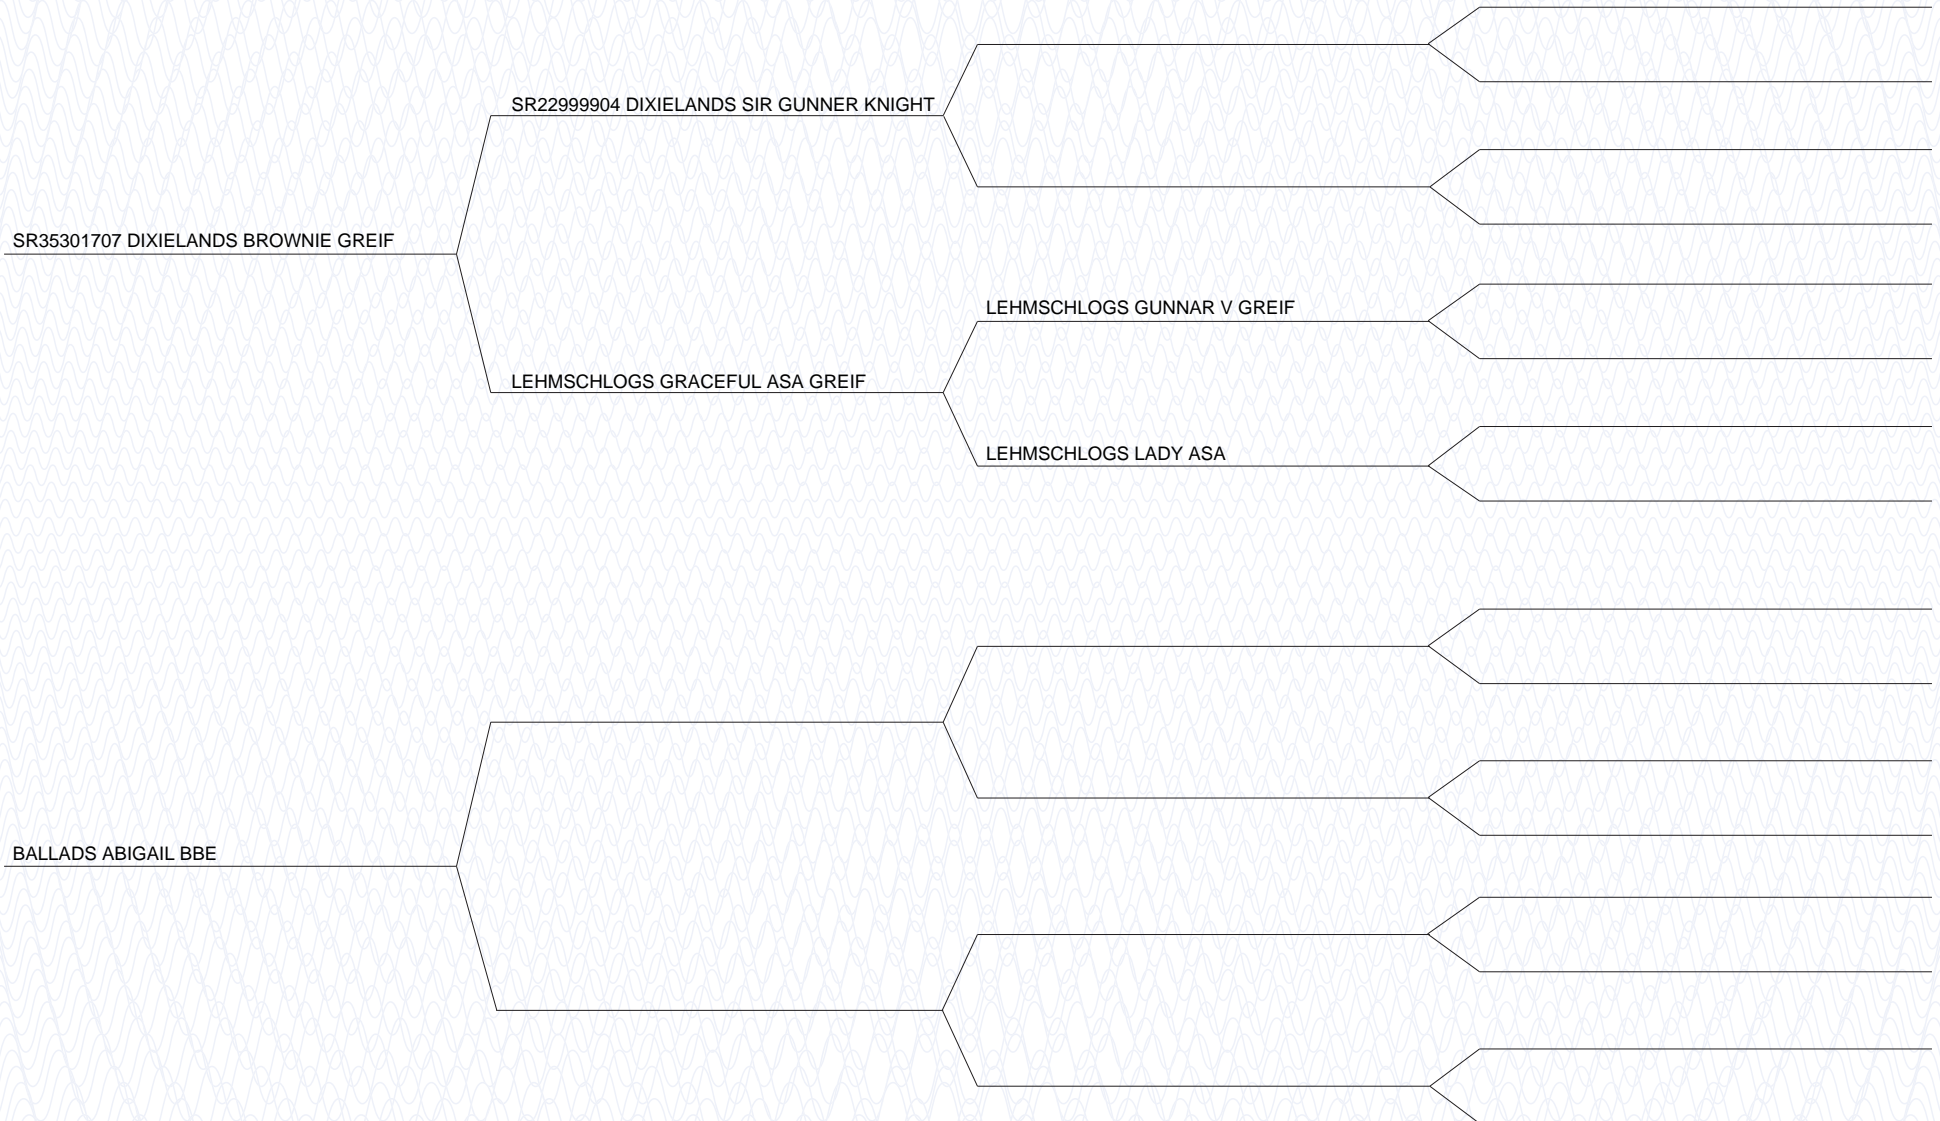 SR22999904 DIXIELANDS SIR GUNNER KNIGHT
SR35301707 DIXIELANDS BROWNIE GREIF
LEHMSCHLOGS GUNNAR V GREIF
LEHMSCHLOGS GRACEFUL ASA GREIF
LEHMSCHLOGS LADY ASA
BALLADS ABIGAIL BBE